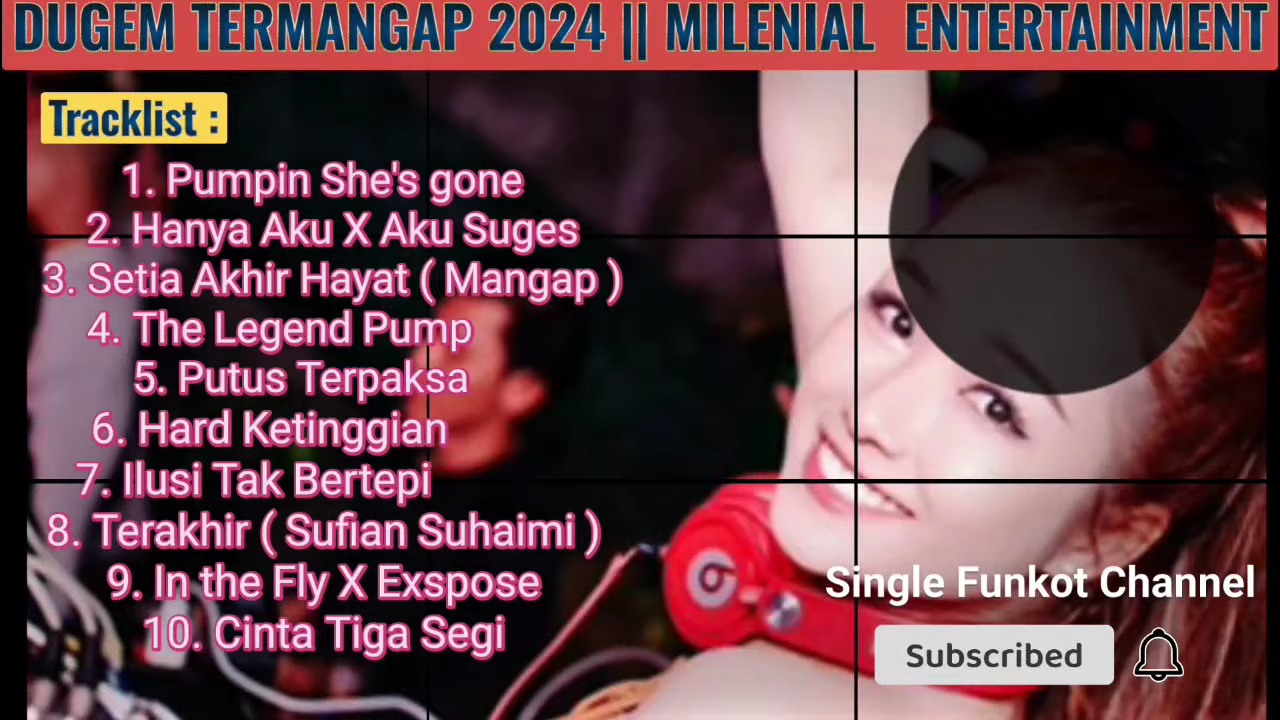 DUGEM TERMANGAP 2024 || MILENIAL ENTERTAINMENT
Tracklist :
1. Pumpin She's gone
2. Hanya Aku X Aku Suges
3. Setia Akhir Hayat ( Mangap )
4. The Legend Pump
5. Putus Terpaksa
6. Hard Ketinggian
7. Ilusi Tak Bertepi
8. Terakhir ( Sufian Suhaimi )
9. In the Fly X Exspose
10. Cinta Tiga Segi
Single Funkot Channel
Subscribed